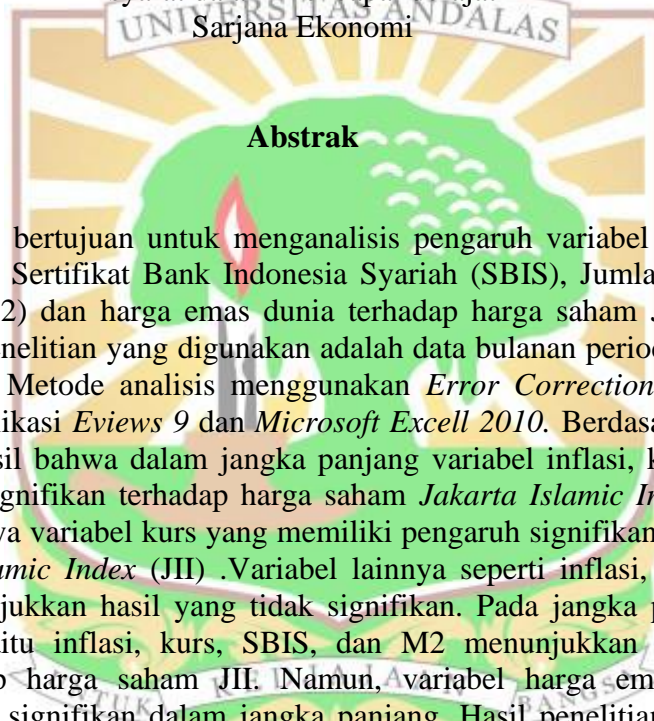 UNIVERSITAS ANDALAS
Sarjana Ekonomi
Abstrak
bertujuan untuk menganalisis pengaruh variabel
Sertifikat Bank Indonesia Syariah (SBIS), Jumla
2) dan harga emas dunia terhadap harga saham
enelitian yang digunakan adalah data bulanan perio
Metode analisis menggunakan Error Correction
ikasi Eviews 9 dan Microsoft Excell 2010. Berdasa
sil bahwa dalam jangka panjang variabel inflasi, k
gnifikan terhadap harga saham Jakarta Islamic In
ya variabel kurs yang memiliki pengaruh signifikan
amic Index (JII) .Variabel lainnya seperti inflasi,
jukkan hasil yang tidak signifikan. Pada jangka p
itu inflasi, kurs, SBIS, dan M2 menunjukkan
p harga saham JII. Namun, variabel harga em
signifikan dalam jangka panjang. Hasil penelitian